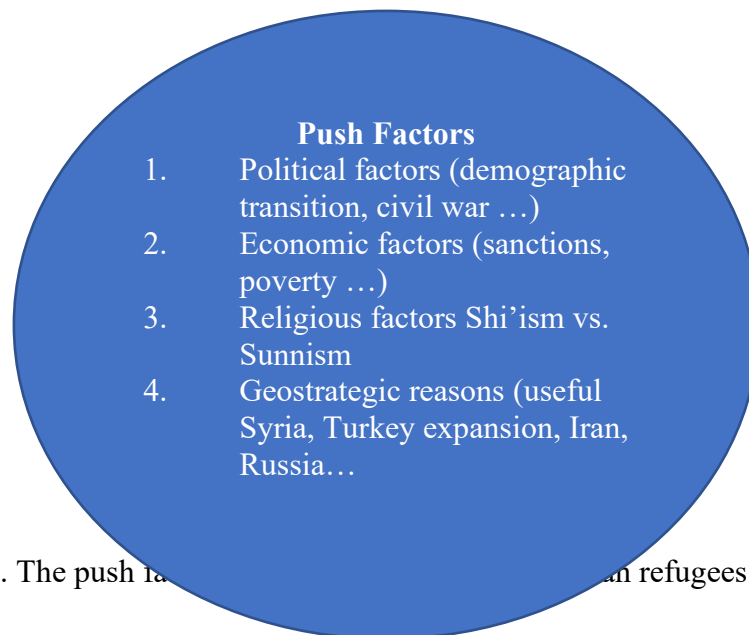 Push Factors
1. Political factors (demographic
transition, civil war …)
2. Economic factors (sanctions,
poverty …)
3. Religious factors Shi’ism vs.
Sunnism
4. Geostrategic reasons (useful
Syria, Turkey expansion, Iran,
Russia…
. The push refugees